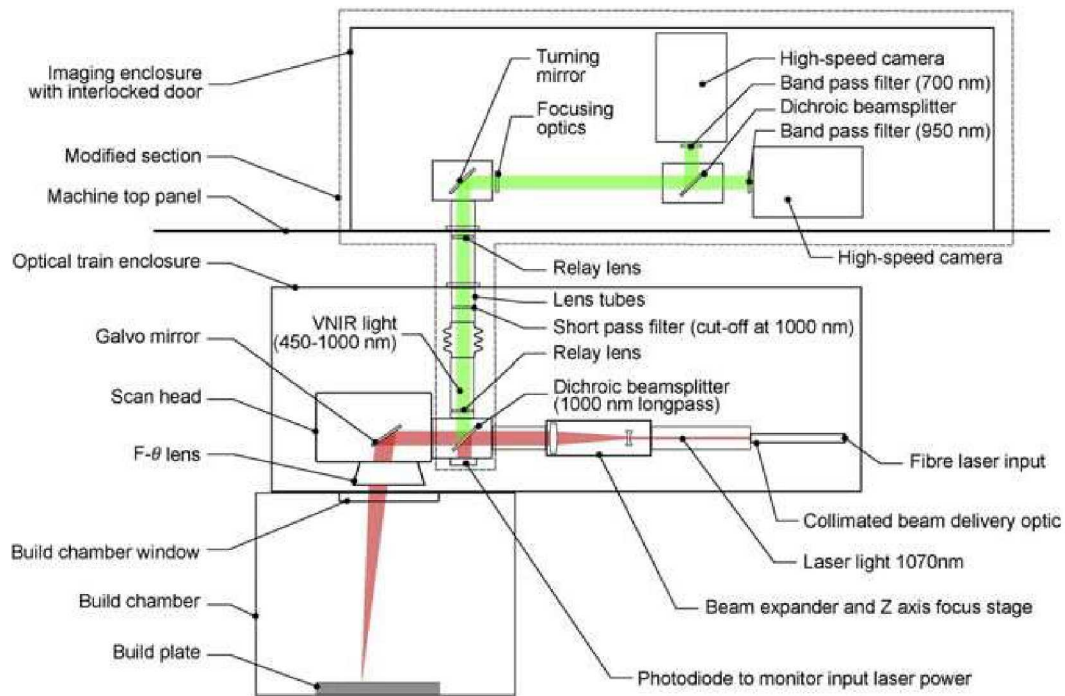 Imaging enclosure
with interlocked door
Modified section
Machine top panel
Optical train enclosure
Galvo mirror
Scan head
F-θ lens
Build chamber window
Build chamber
Build plate
Turning
mirror
Focusing
optics
VNIR light
(450-1000 nm)
High-speed camera
Band pass filter (700 nm)
Dichroic beamsplitter
Band pass filter (950 nm)
High-speed camera
Relay lens
Lens tubes
Short pass filter (cut-off at 1000 nm)
Relay lens
Dichroic beamsplitter
(1000 nm longpass)
Fibre laser input
Collimated beam delivery optic
Laser light 1070nm
Beam expander and Z axis focus stage
Photodiode to monitor input laser power